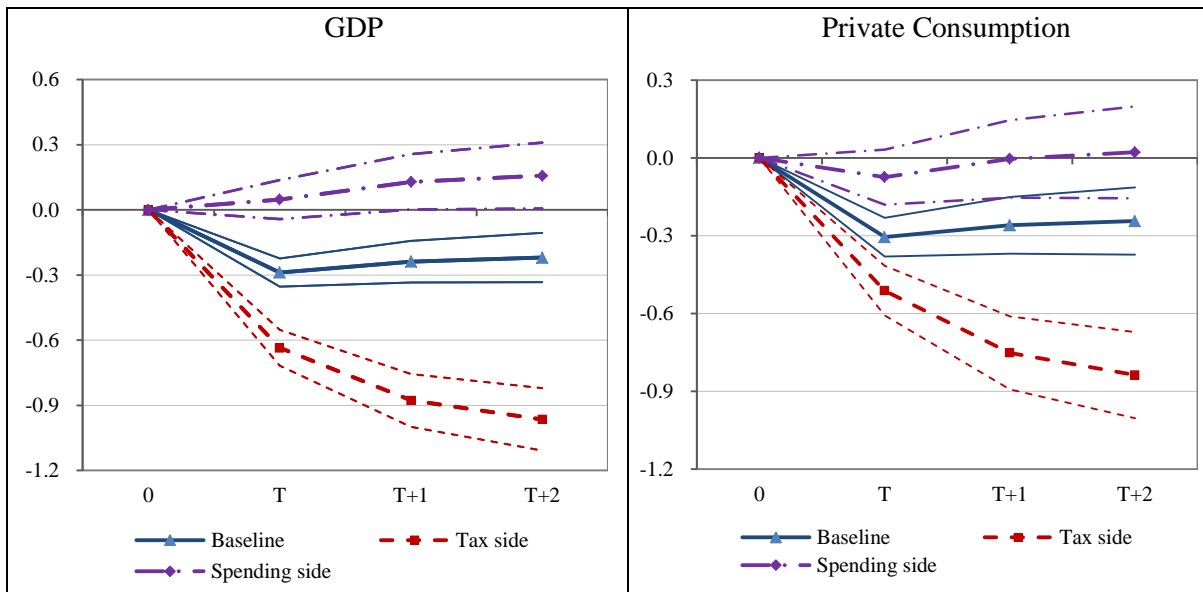 GDP
0.6
0.3
0.0
-0.3
-0.6
-0.9
-1.2
0 T T+1 T+2
Baseline Tax side
Spending side
Private Consumption
0.3
0.0
-0.3
-0.6
-0.9
-1.2
0 T T+1 T+2
Baseline Tax side
Spending side